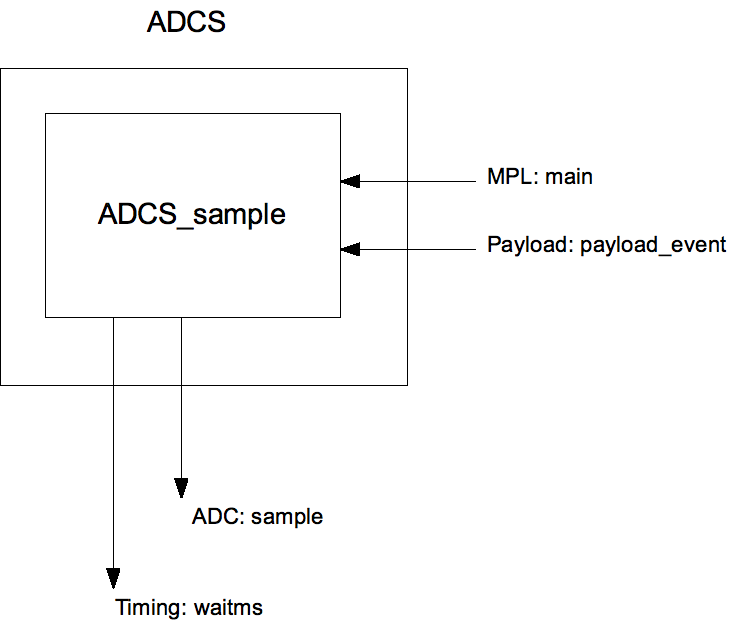 ADCS
MPL: main
ADCS_sample
Payload: payload_event
ADC: sample
Timing: waitms